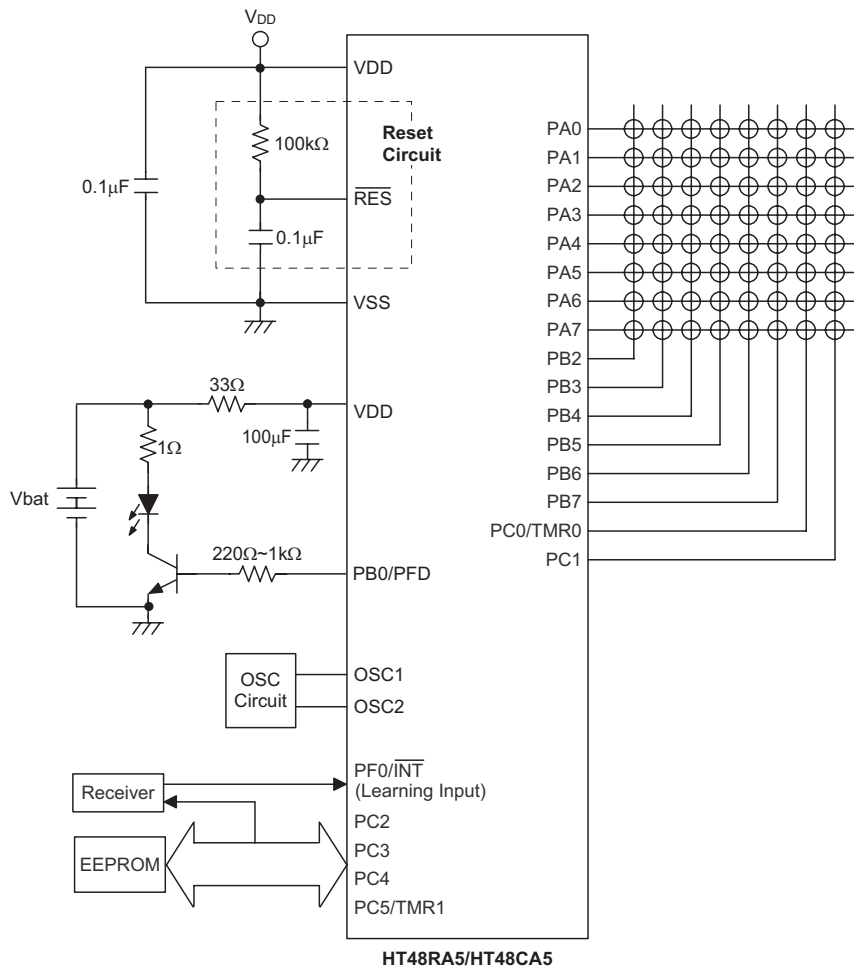 VDD
VDD
Reset
Circuit
100kΩ
0.1μF
RES
0.1μF
VSS
33Ω
VDD
100μF
1Ω
Vbat
220Ω~1kΩ
PB0/PFD
OSC
Circuit
OSC1
OSC2
PF0/INT
(Learning Input)
Receiver
PC2
PC3
EEPROM
PC4
PC5/TMR1
PA0
PA1
PA2
PA3
PA4
PA5
PA6
PA7
PB2
PB3
PB4
PB5
PB6
PB7
PC0/TMR0
PC1
HT48RA5/HT48CA5